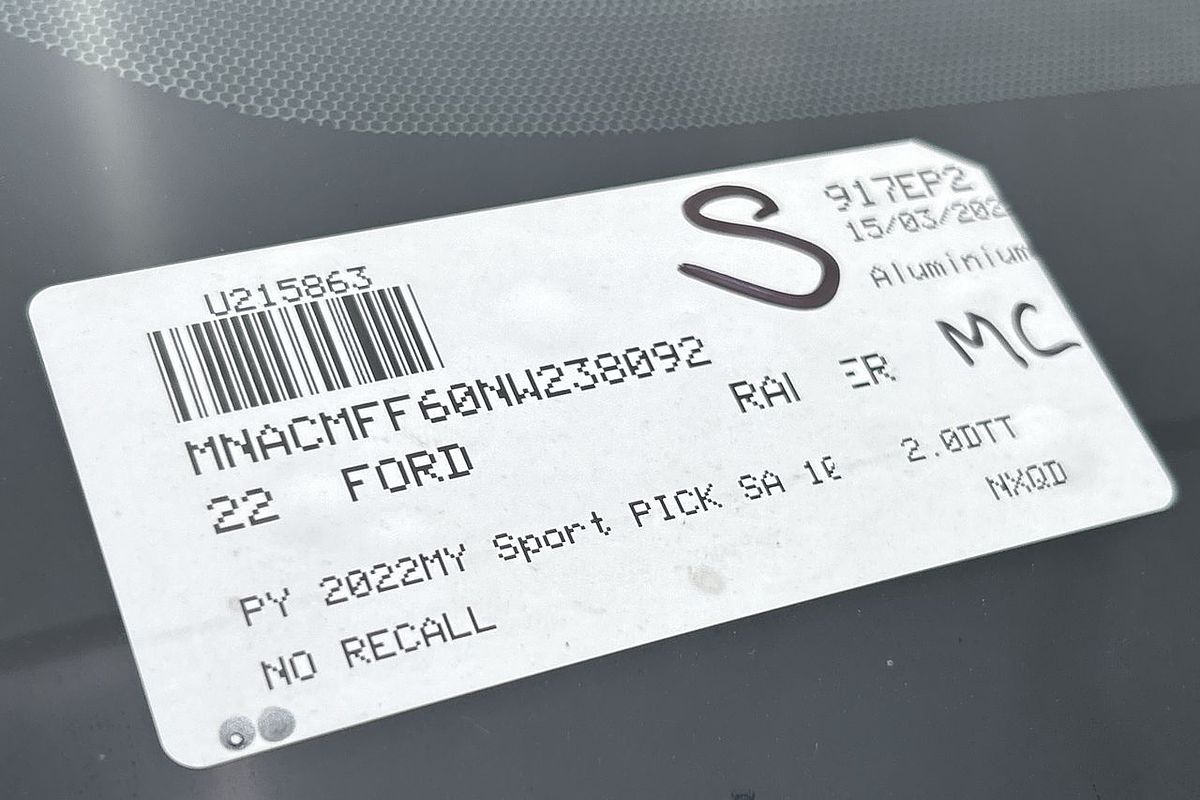 U215863
S
917EP2
15/03/202
Aluminium
MC
MNACMFF60NW238092
22 FORD
PY 2022MY Sport PICK SA 2.0DTT
NXQD
NO RECALL